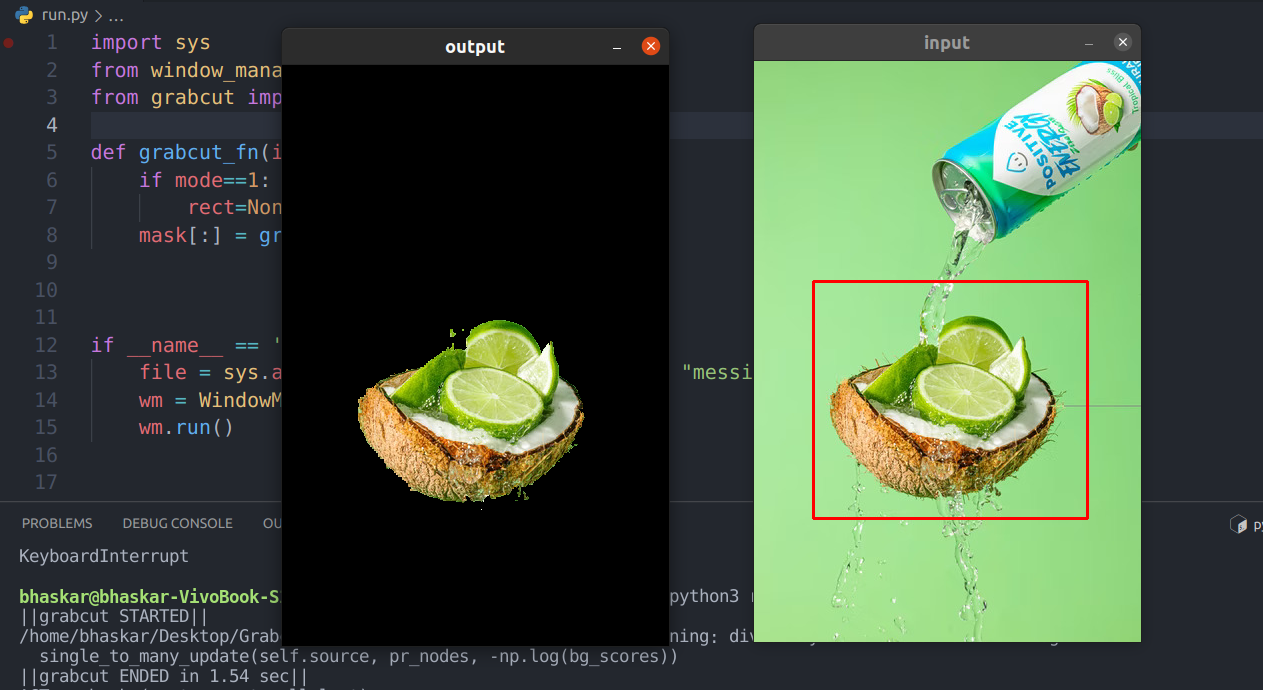 run.py > ...
1 import sys
2 from window_mana
3 from grabcut imp
4
5 def grabcut_fn(i
6 if mode==1:
7 rect=Non
8 mask[:] = gr
9
10
11
12 if __name__ == '
13 file = sys.a "messi
14 wm = WindowM
15 wm.run()
16
17
output
input
Tropical Bliss
POSITIVE
ENERGY
PROBLEMS DEBUG CONSOLE OU
py
KeyboardInterrupt
bhaskar@bhaskar-VivoBook-S python3
||grabcut STARTED||
/home/bhaskar/Desktop/Grab ning: div
single_to_many_update(self.source, pr_nodes, -np.log(bg_scores))
||grabcut ENDED in 1.54 sec||